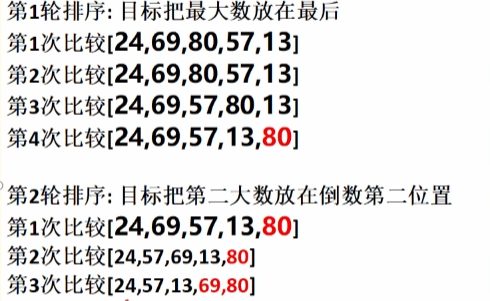 第1轮排序: 目标把最大数放在最后
第1次比较[24,69,80,57,13]
第2次比较[24,69,80,57,13]
第3次比较[24,69,57,80,13]
第4次比较[24,69,57,13,80]
第2轮排序: 目标把第二大数放在倒数第二位置
第1次比较[24,69,57,13,80]
第2次比较[24,57,69,13,80]
第3次比较[24,57,13,69,80]